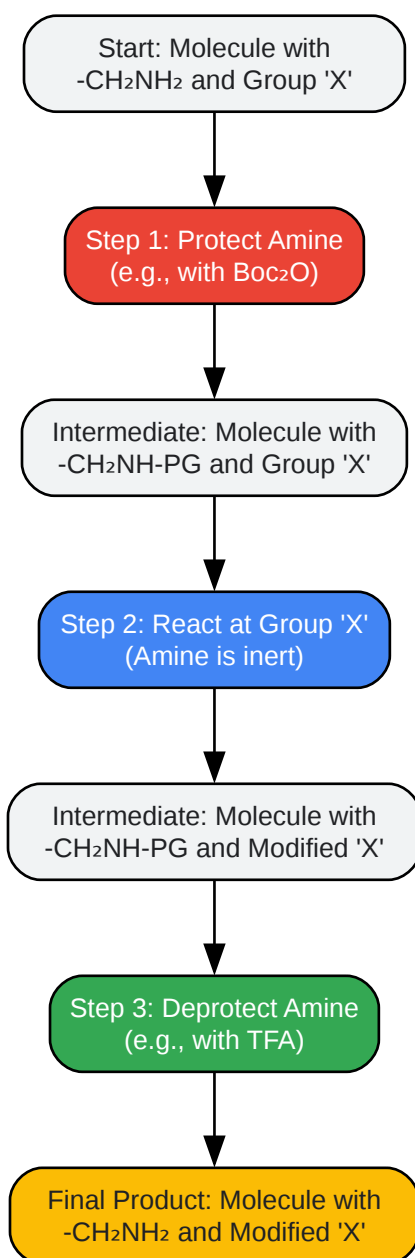 Start: Molecule with
-CH₂NH₂ and Group 'X'
Step 1: Protect Amine
(e.g., with Boc₂O)
Intermediate: Molecule with
-CH₂NH-PG and Group 'X'
Step 2: React at Group 'X'
(Amine is inert)
Intermediate: Molecule with
-CH₂NH-PG and Modified 'X'
Step 3: Deprotect Amine
(e.g., with TFA)
Final Product: Molecule with
-CH₂NH₂ and Modified 'X'